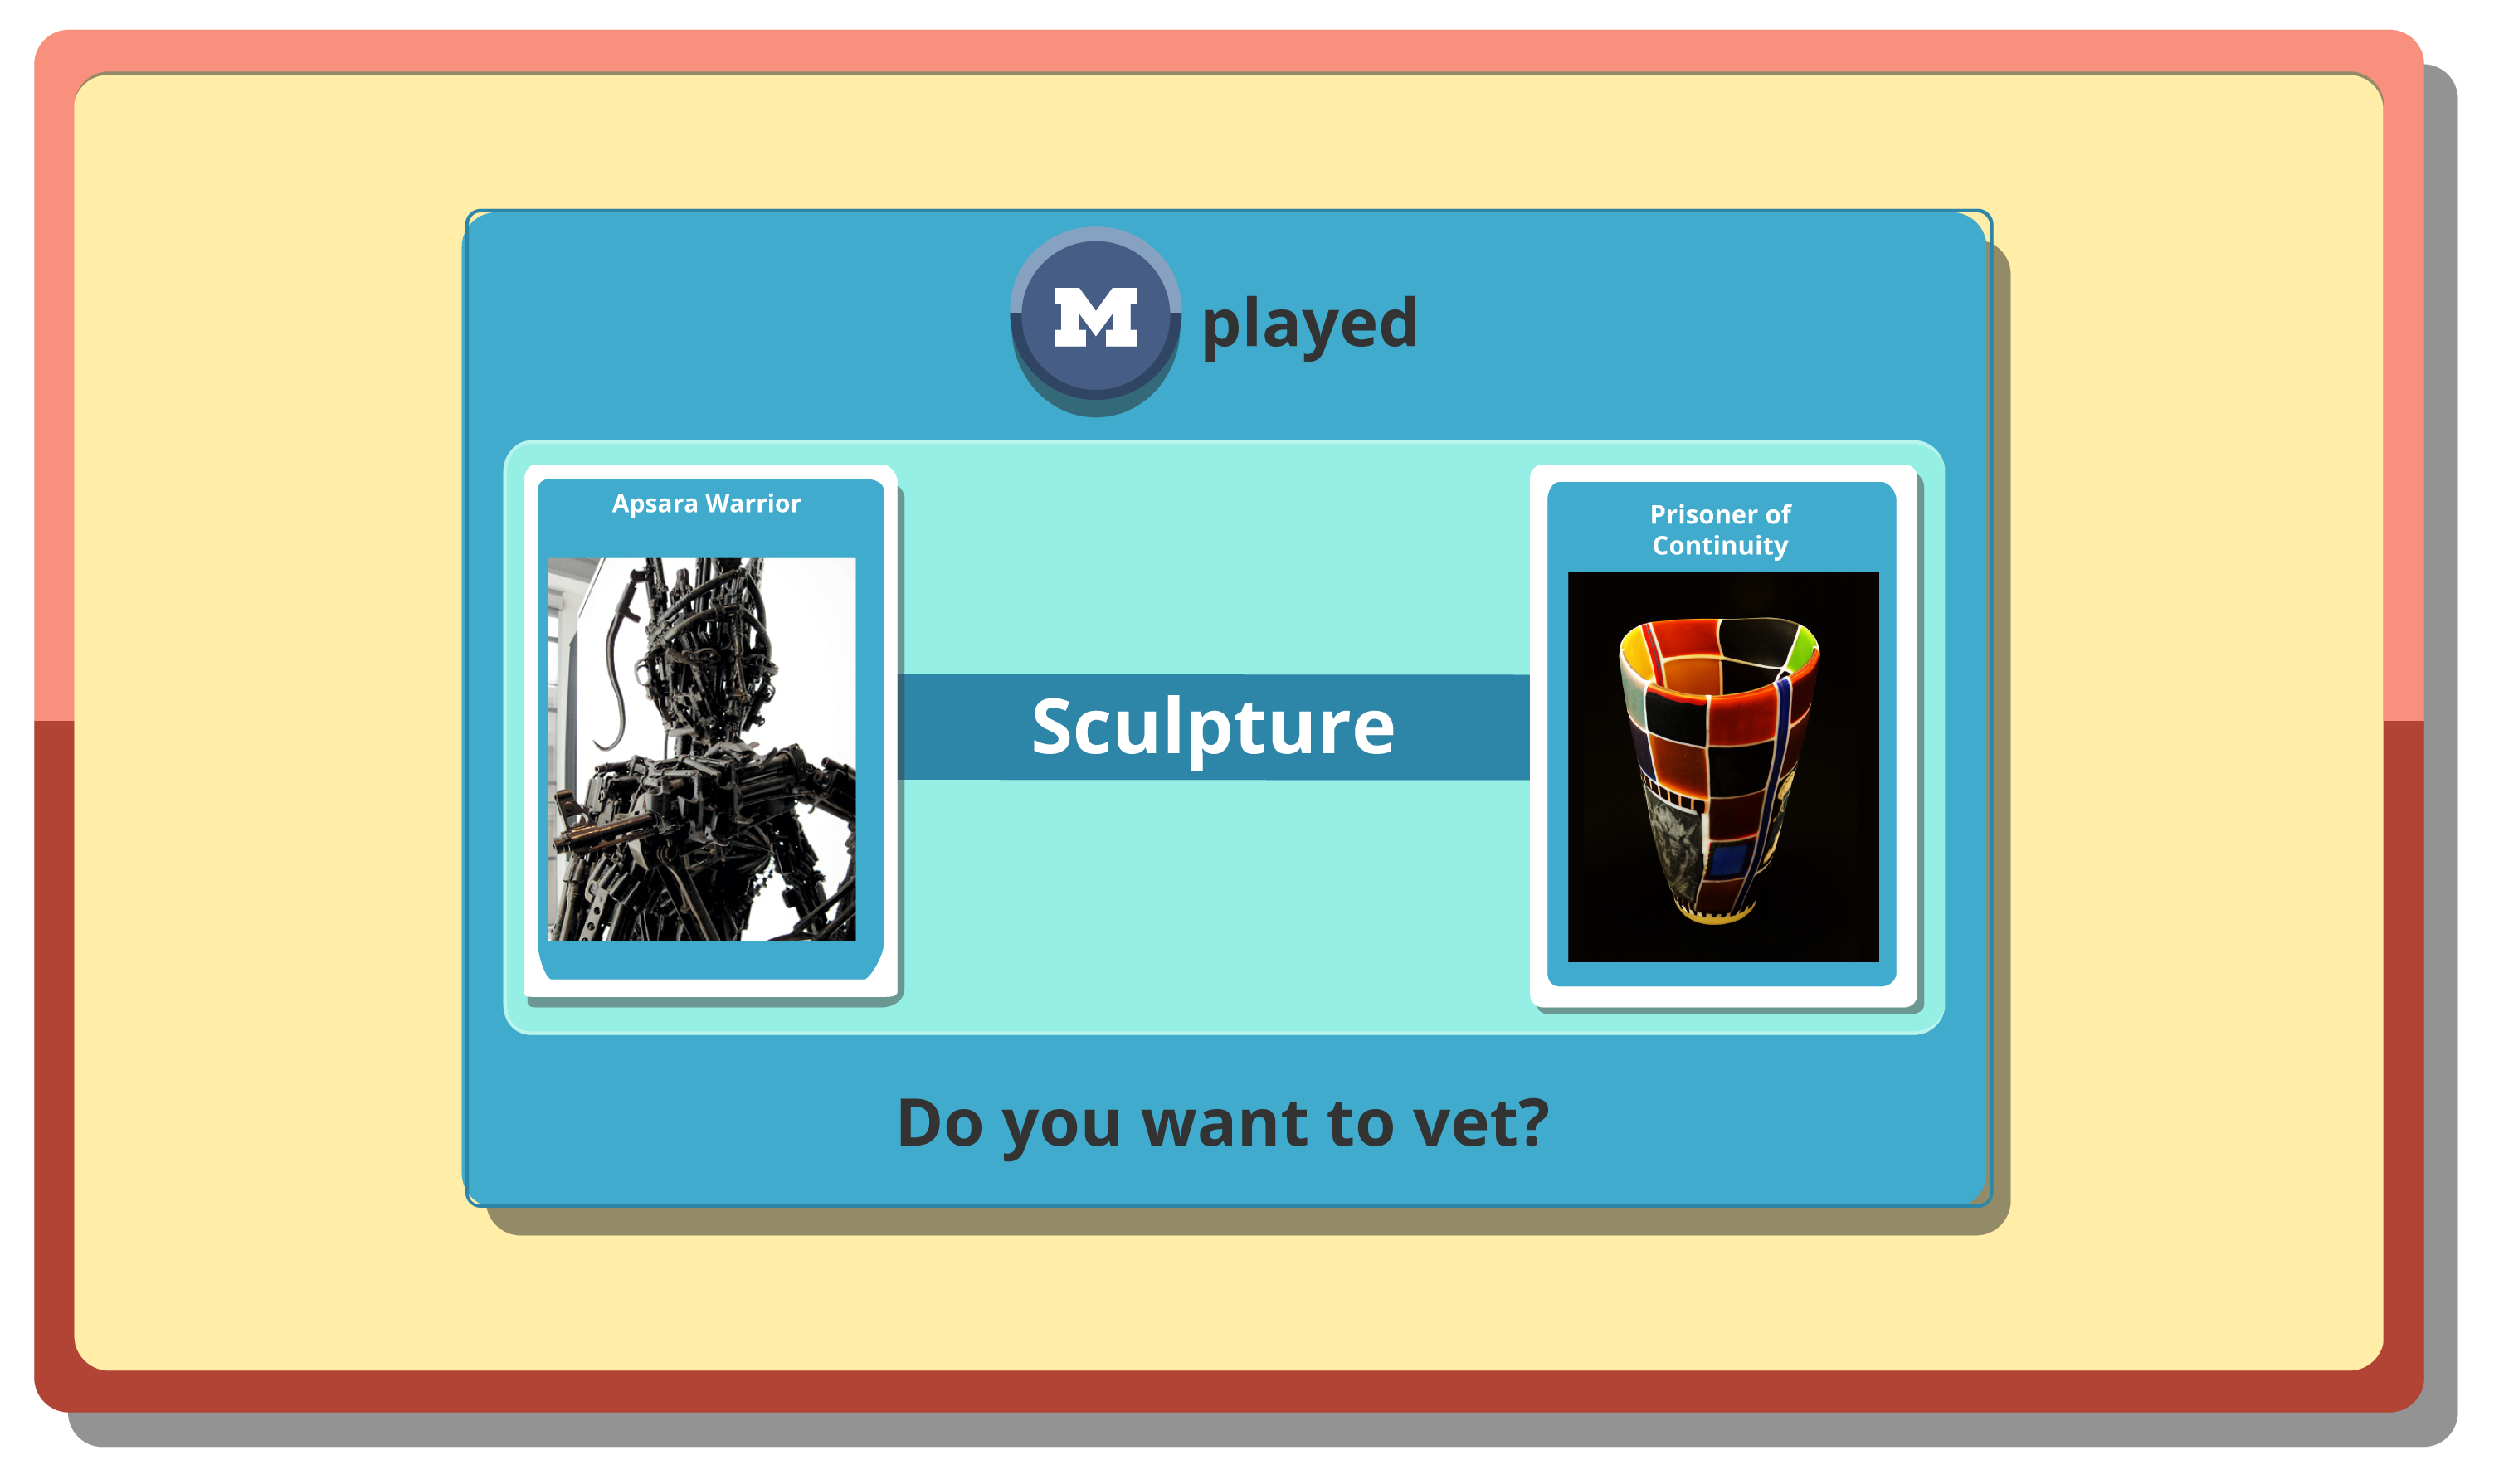 M played
Apsara Warrior
Prisoner of
Continuity
Sculpture
Do you want to vet?